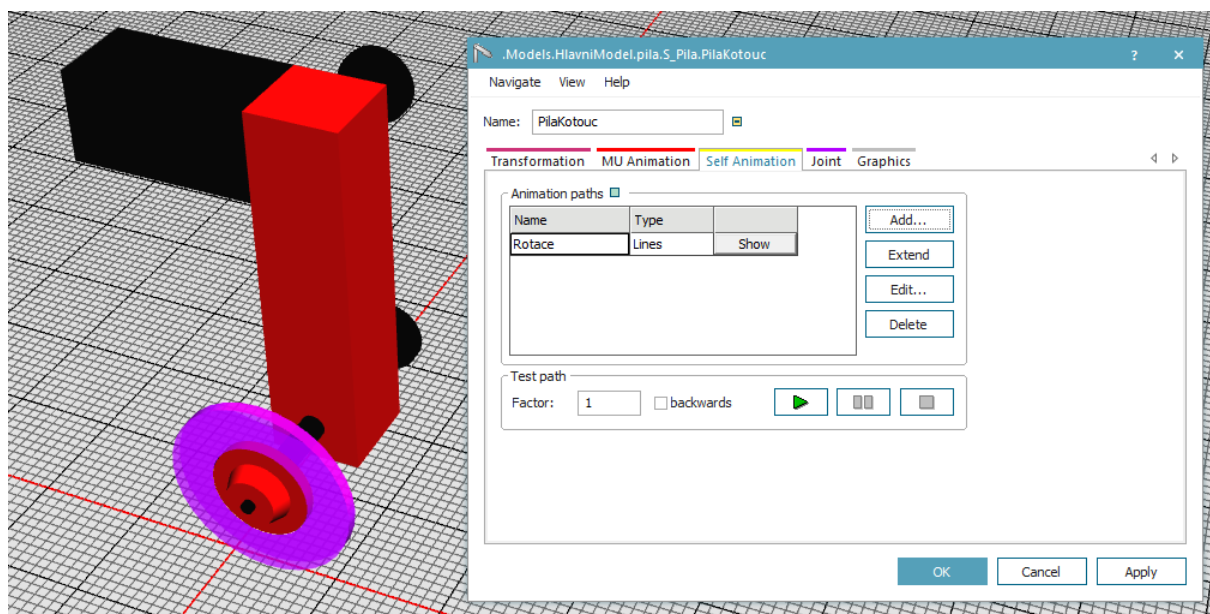 .Models.HlavniModel.pila.S_Pila.PilaKotouc ? ×
Navigate View Help
Name: PilaKotouc
Transformation MU Animation Self Animation Joint Graphics
Animation paths
Name Type
Add...
Rotace Lines Show
Extend
Edit...
Delete
Test path
Factor: 1 backwards
OK Cancel Apply